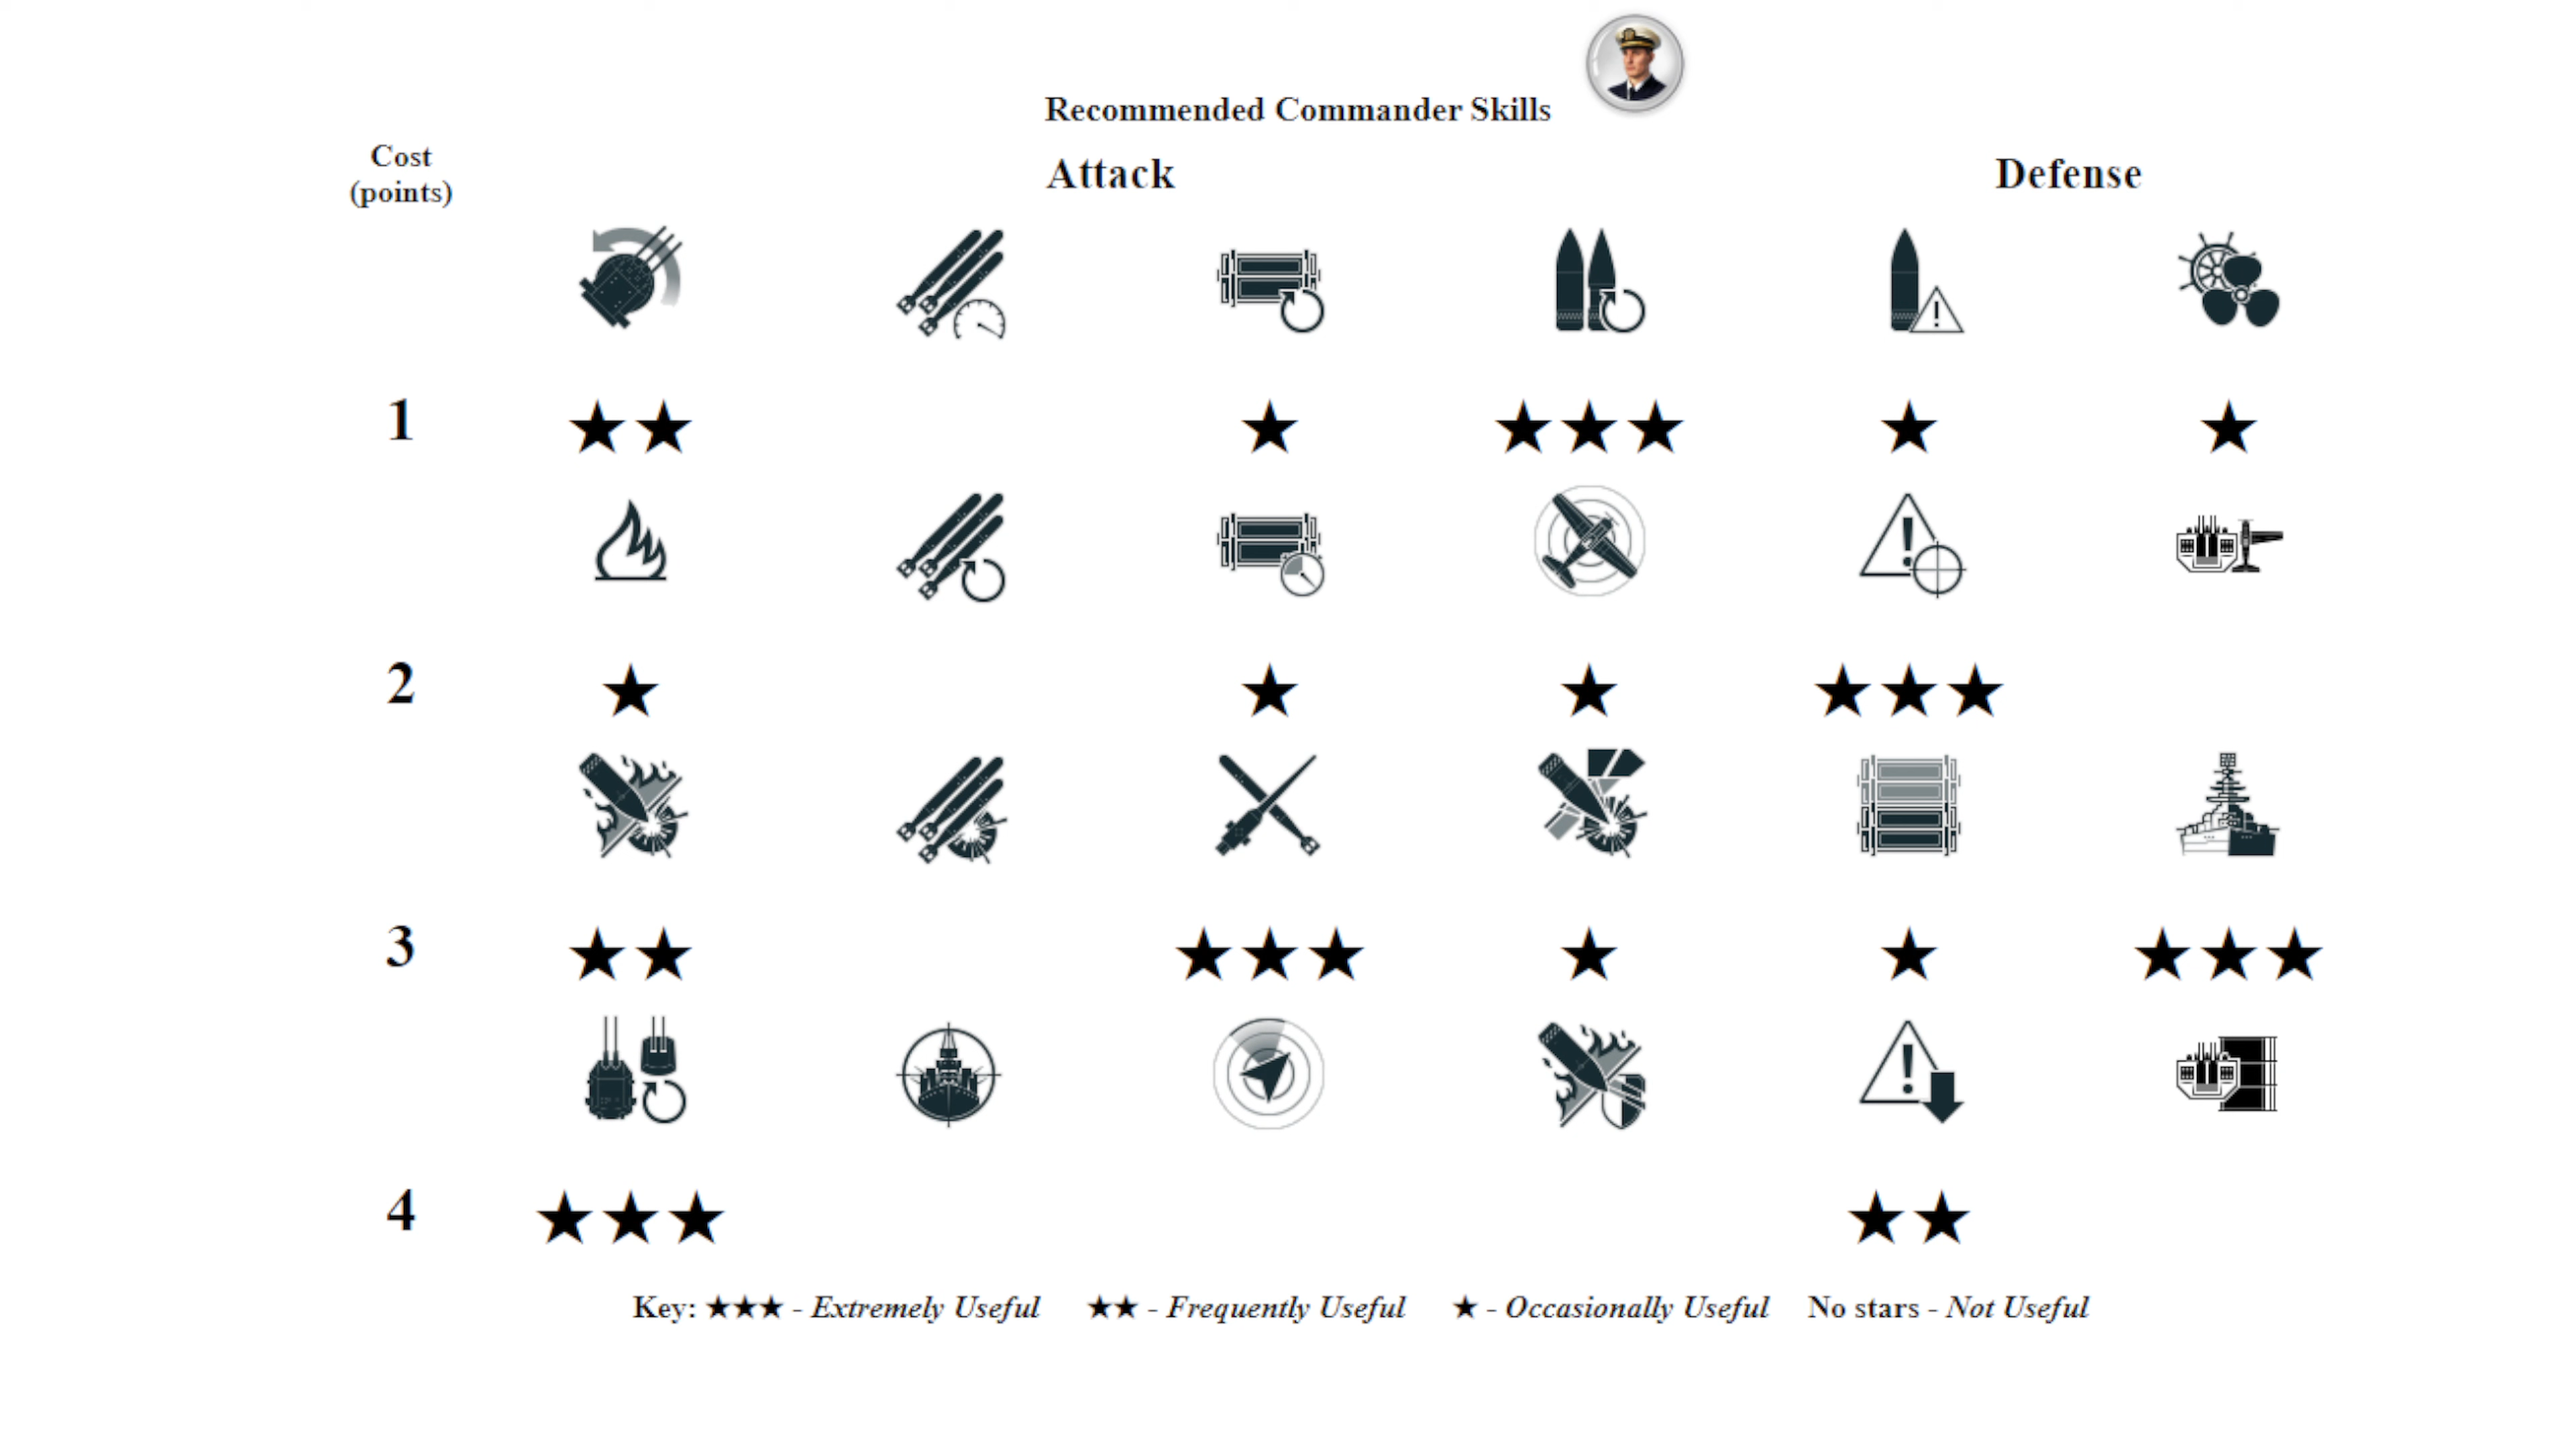 Recommended Commander Skills
Cost
(points)
Attack
Defense
1 ★★ ★ ★★★ ★ ★
2 ★ ★ ★ ★★★
3 ★★ ★★★ ★ ★ ★★★
4 ★★★ ★★
Key: ★★★ - Extremely Useful ★★ - Frequently Useful ★ - Occasionally Useful No stars - Not Useful